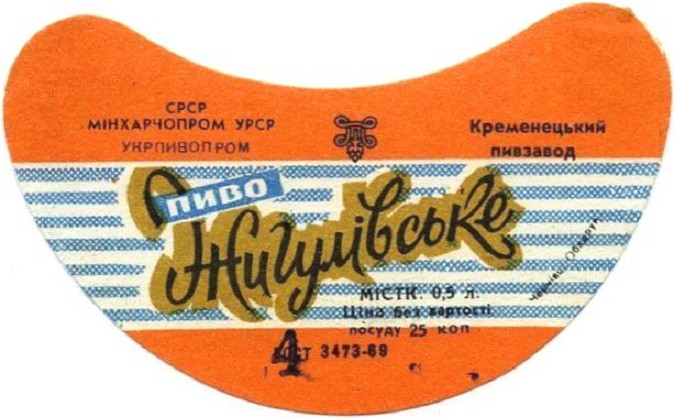 СРСР
МІНХАРЧОПРОМ УРСР
УКРПИВОПРОМ
Кременецький
пивзавод
ПИВО
Жигулівське
МІСТК. 0,5 л.
Ціна без вартості
посуду 25 коп.
4
ГОСТ 3473-69